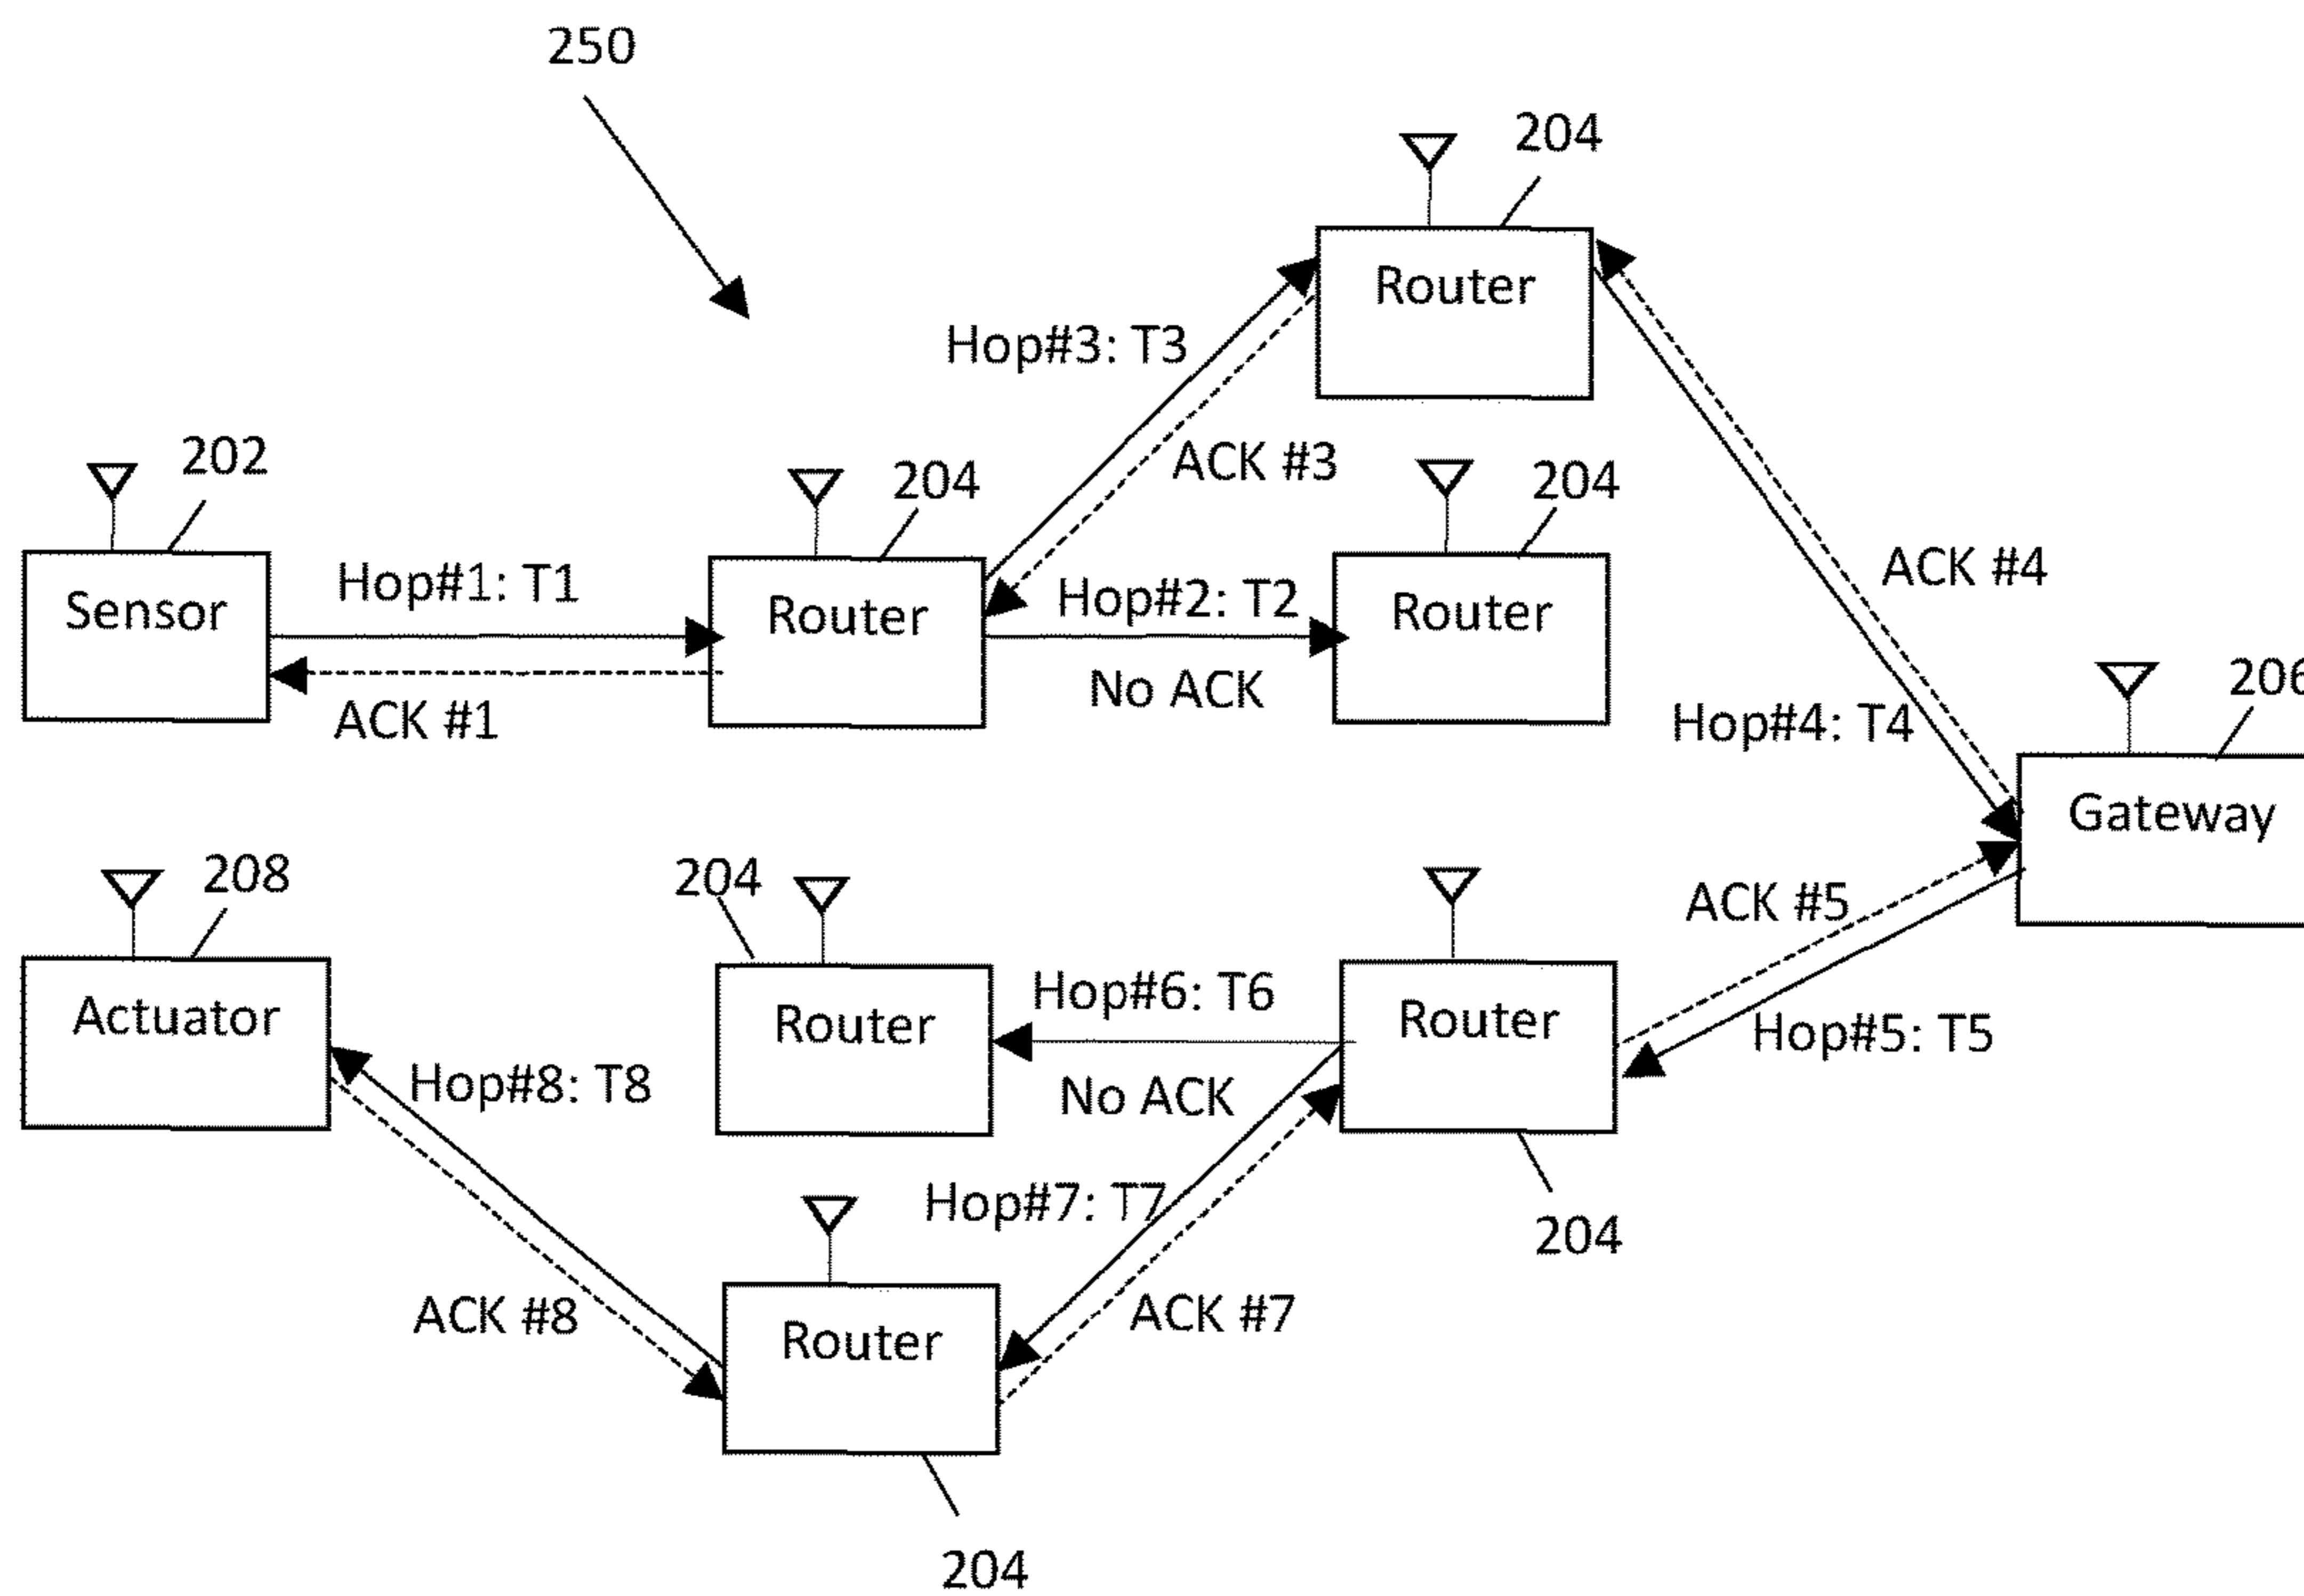 250
204
Router
Hop#3: T3
ACK #3
202
204
204
ACK #4
Sensor
Hop#1: T1
Router
Hop#2: T2
Router
ACK #1
No ACK
Hop#4: T4
206
Gateway
208
204
ACK #5
Actuator
Router
Hop#6: T6
Router
Hop#5: T5
Hop#8: T8
No ACK
Hop#7: T7
204
ACK #8
Router
ACK #7
204